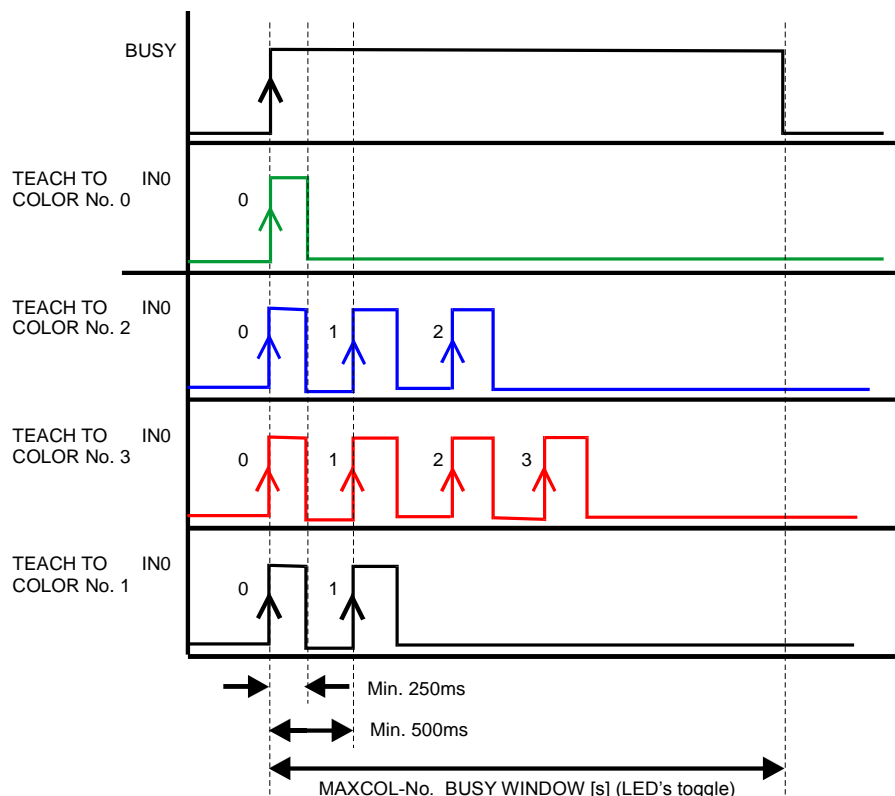 BUSY
TEACH TO IN0
COLOR No. 0
0
TEACH TO IN0
COLOR No. 2
0 1 2
TEACH TO IN0
COLOR No. 3
0 1 2 3
TEACH TO IN0
COLOR No. 1
0 1
Min. 250ms
Min. 500ms
MAXCOL-No. BUSY WINDOW [s] (LED's toggle)